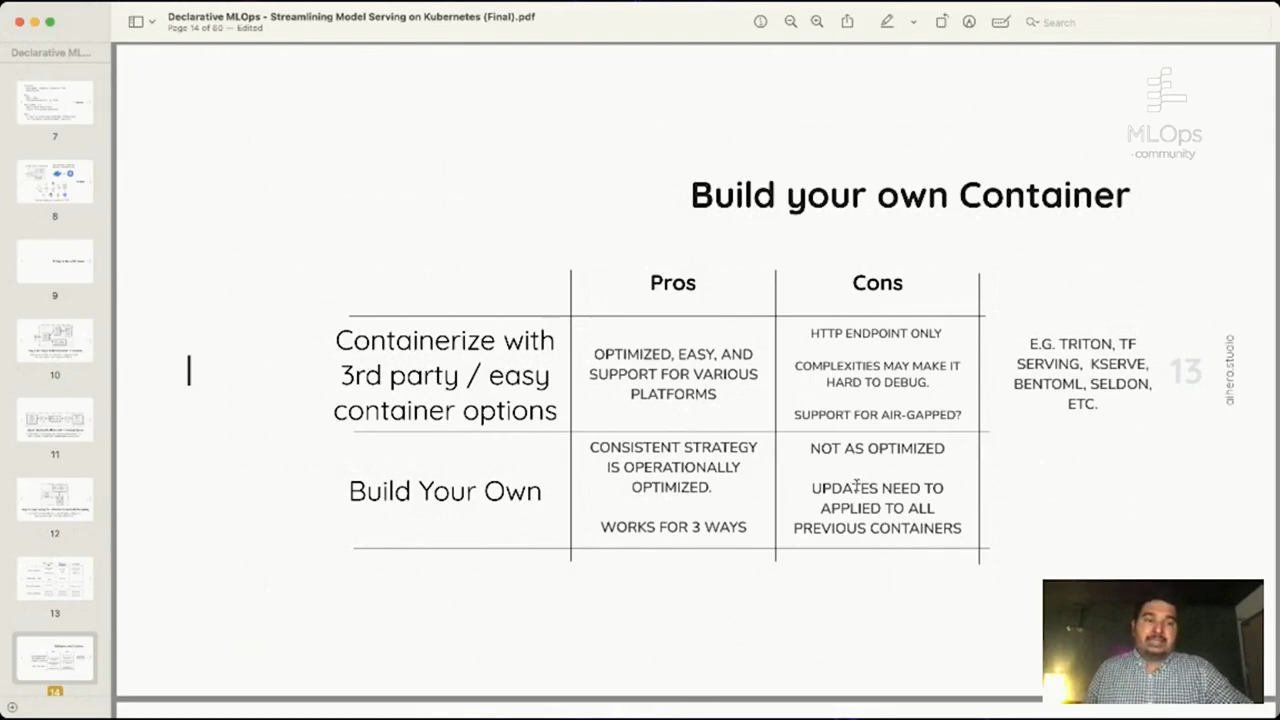 Declarative MLOps - Streamlining Model Serving on Kubernetes (Final).pdf
Page 14 of 60 — Edited
Search
Declarative ML...
7
8
9
10
11
12
13
14
MLOps
.community
Build your own Container
Pros
Cons
Containerize with
3rd party / easy
container options
OPTIMIZED, EASY, AND
SUPPORT FOR VARIOUS
PLATFORMS
HTTP ENDPOINT ONLY
COMPLEXITIES MAY MAKE IT
HARD TO DEBUG.
SUPPORT FOR AIR-GAPPED?
E.G. TRITON, TF
SERVING, KSERVE,
BENTOML, SELDON,
ETC.
13
aihero.studio
Build Your Own
CONSISTENT STRATEGY
IS OPERATIONALLY
OPTIMIZED.
WORKS FOR 3 WAYS
NOT AS OPTIMIZED
UPDATES NEED TO
APPLIED TO ALL
PREVIOUS CONTAINERS